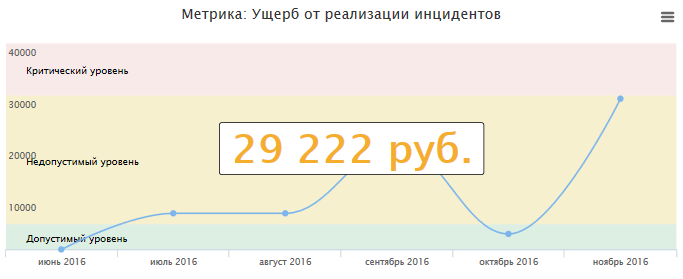 Метрика: Ущерб от реализации инцидентов
40000
Критический уровень
30000
29 222 руб.
20000
Недопустимый уровень
10000
Допустимый уровень
июнь 2016 июль 2016 август 2016 сентябрь 2016 октябрь 2016 ноябрь 2016